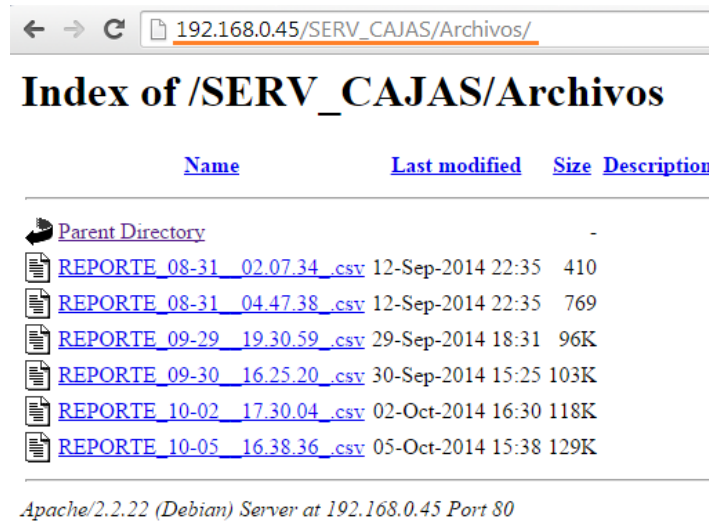 192.168.0.45/SERV_CAJAS/Archivos/
Index of /SERV_CAJAS/Archivos
Name Last modified Size Description
Parent Directory -
REPORTE_08-31__02.07.34_.csv 12-Sep-2014 22:35 410
REPORTE_08-31__04.47.38_.csv 12-Sep-2014 22:35 769
REPORTE_09-29__19.30.59_.csv 29-Sep-2014 18:31 96K
REPORTE_09-30__16.25.20_.csv 30-Sep-2014 15:25 103K
REPORTE_10-02__17.30.04_.csv 02-Oct-2014 16:30 118K
REPORTE_10-05__16.38.36_.csv 05-Oct-2014 15:38 129K
Apache/2.2.22 (Debian) Server at 192.168.0.45 Port 80